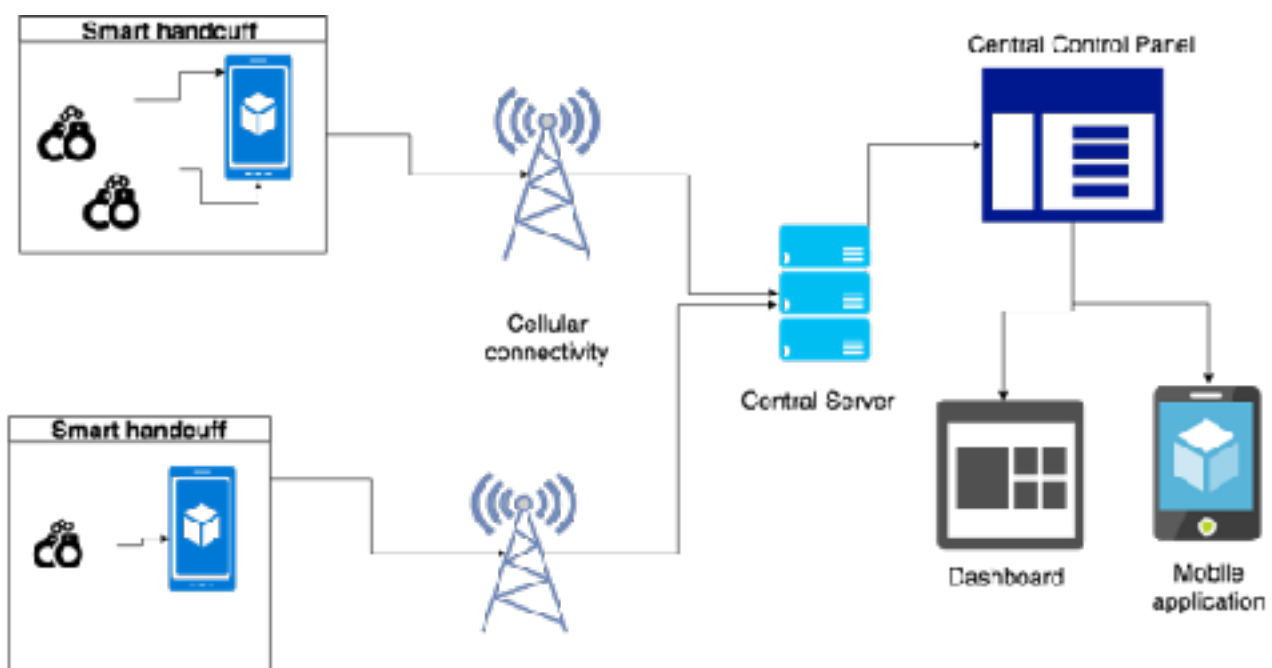 Smart handcuff
Central Control Panel
Cellular
connectivity
Central Server
Smart handcuff
Dashboard
Mobile
application